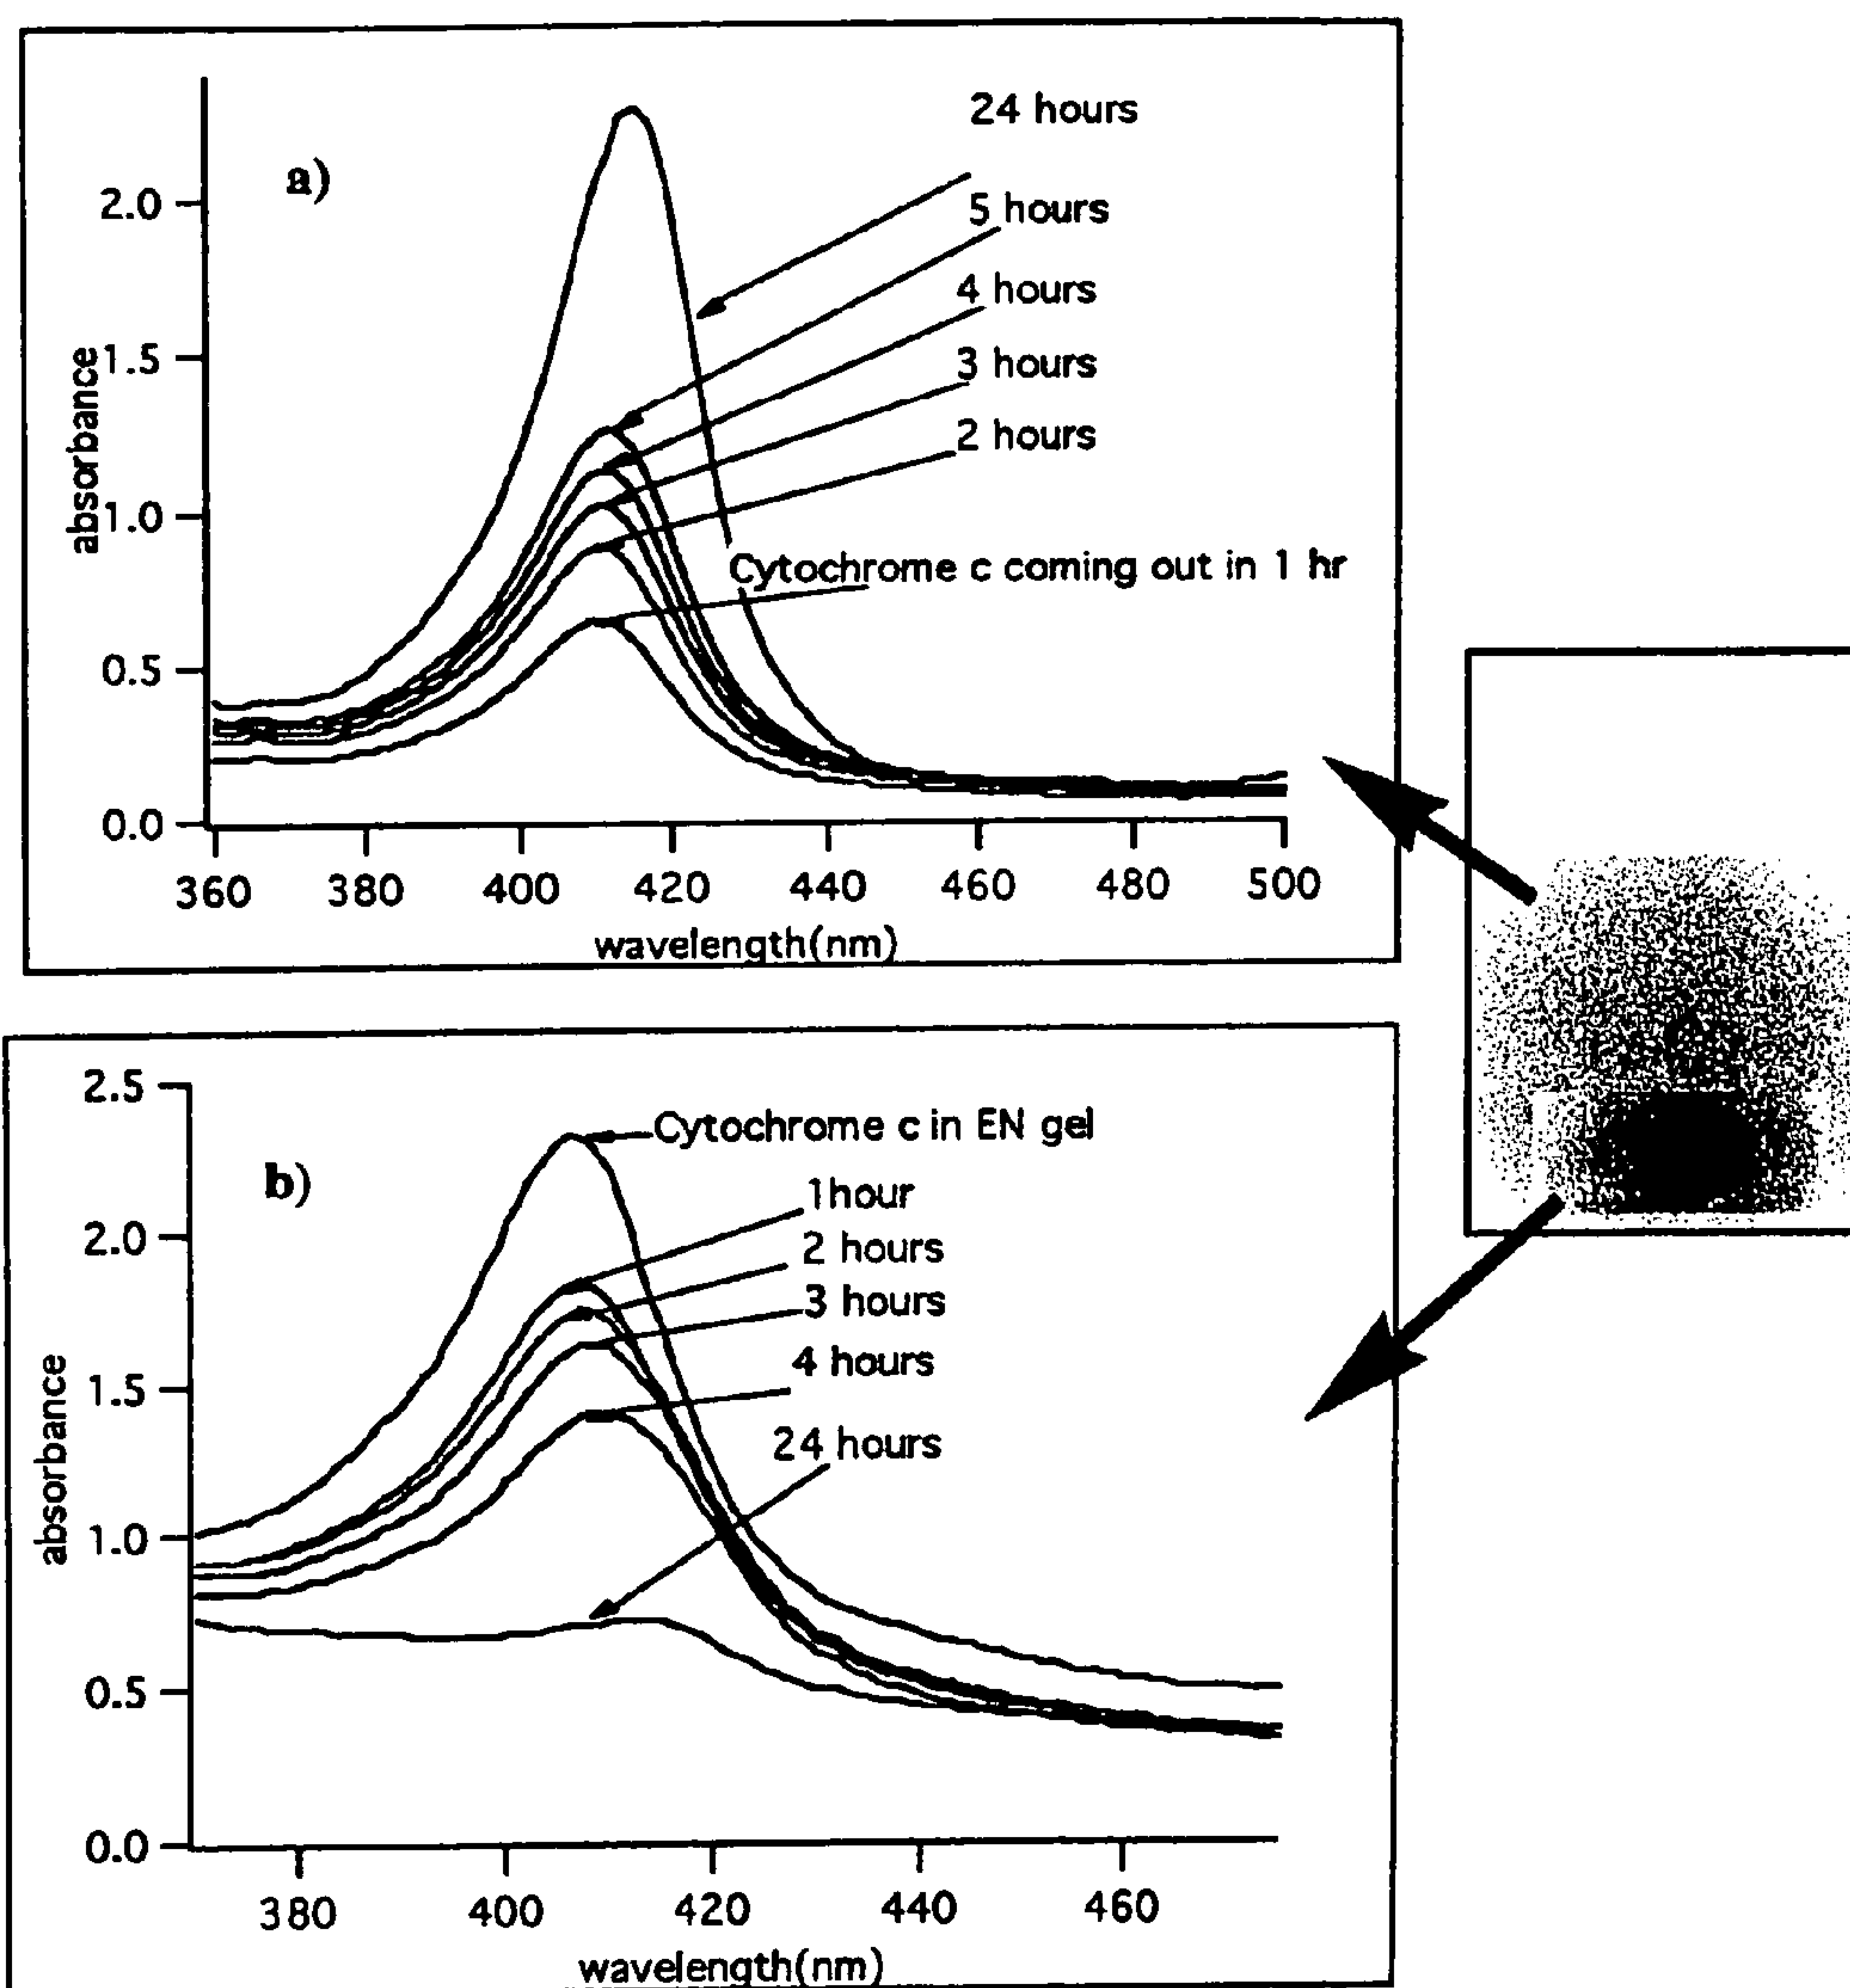 a)
24 hours
5 hours
4 hours
3 hours
2 hours
Cytochrome c coming out in 1 hr
absorbance
2.0
1.5
1.0
0.5
0.0
360 380 400 420 440 460 480 500
wavelength(nm)
b)
Cytochrome c in EN gel
1hour
2 hours
3 hours
4 hours
24 hours
absorbance
2.5
2.0
1.5
1.0
0.5
0.0
380 400 420 440 460
wavelength(nm)